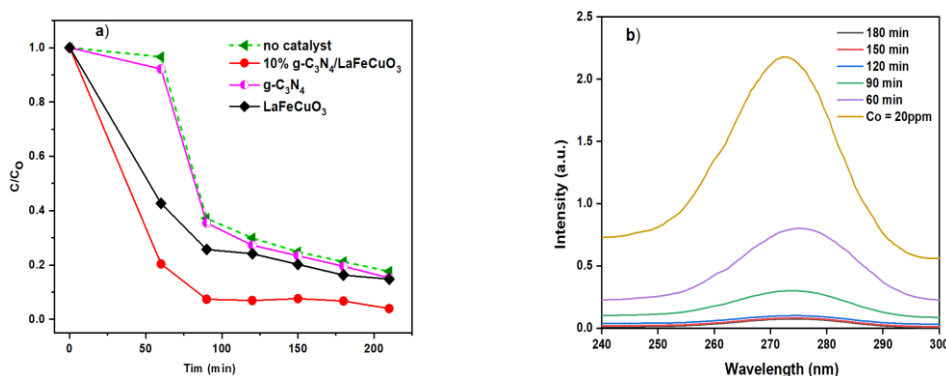 a)
no catalyst
10% g-C₃N₄/LaFeCuO₃
g-C₃N₄
LaFeCuO₃
1.0
0.8
0.6
0.4
0.2
0.0
C/C₀
0
50
100
150
200
Tim (min)
b)
180 min
150 min
120 min
90 min
60 min
Co = 20ppm
2.5
2.0
1.5
1.0
0.5
0.0
Intensity (a.u.)
240
250
260
270
280
290
300
Wavelength (nm)